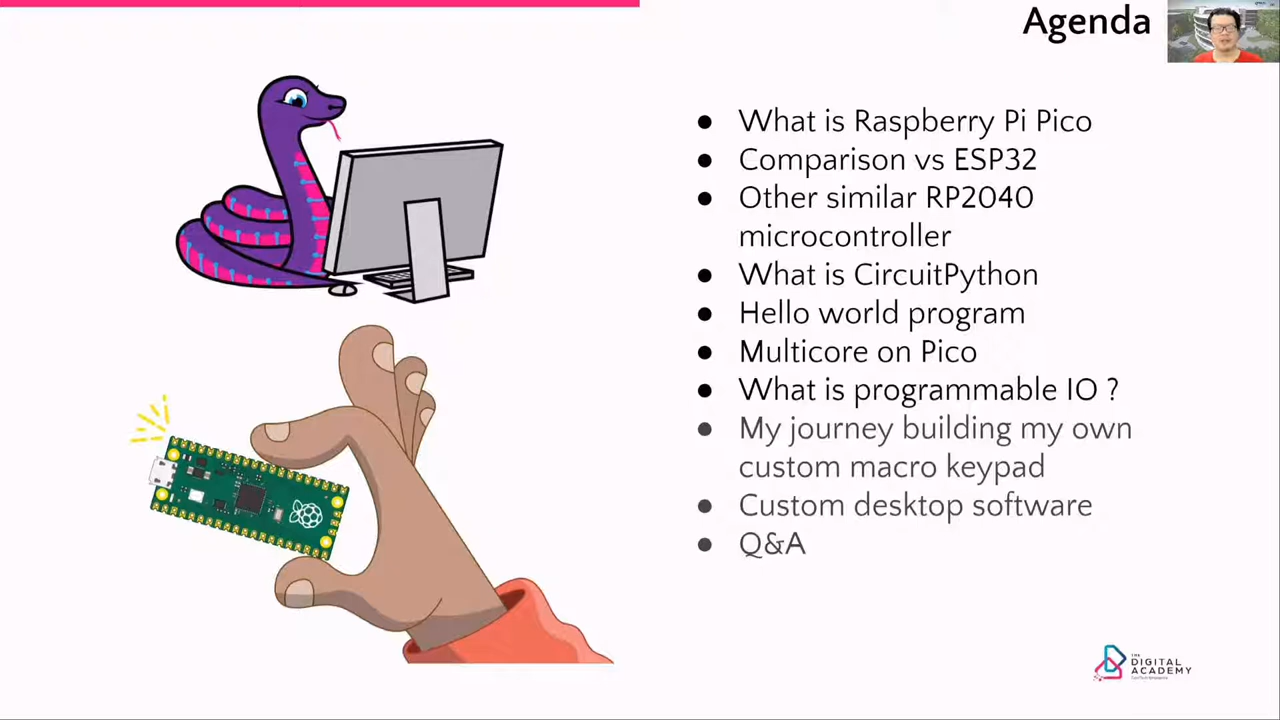 Agenda
● What is Raspberry Pi Pico
● Comparison vs ESP32
● Other similar RP2040
microcontroller
● What is CircuitPython
● Hello world program
● Multicore on Pico
● What is programmable IO ?
● My journey building my own
custom macro keypad
● Custom desktop software
● Q&A
THE
DIGITAL
ACADEMY